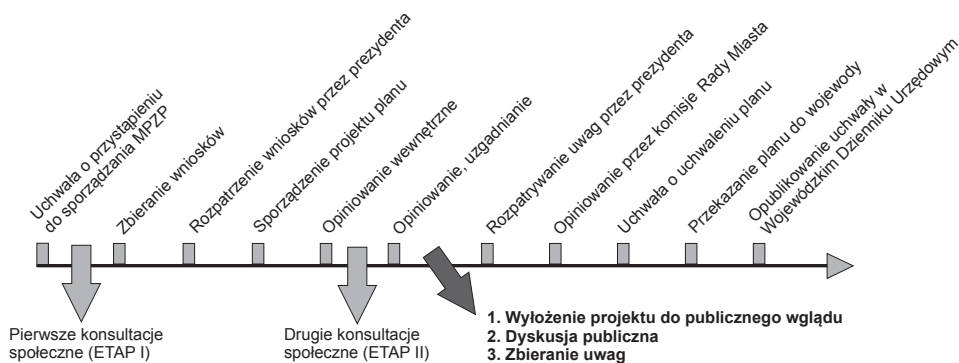 Uchwała o przystąpieniu
do sporządzania MPZP
Zbieranie wniosków
Rozpatrzenie wniosków przez prezydenta
Sporządzenie projektu planu
Opiniowanie wewnętrzne
Opiniowanie, uzgadnianie
Rozpatrywanie uwag przez prezydenta
Opiniowanie przez komisje Rady Miasta
Uchwała o uchwaleniu planu
Przekazanie planu do wojewody
Opublikowanie uchwały w
Wojewódzkim Dzienniku Urzędowym
Pierwsze konsultacje
społeczne (ETAP I)
Drugie konsultacje
społeczne (ETAP II)
1. Wyłożenie projektu do publicznego wglądu
2. Dyskusja publiczna
3. Zbieranie uwag